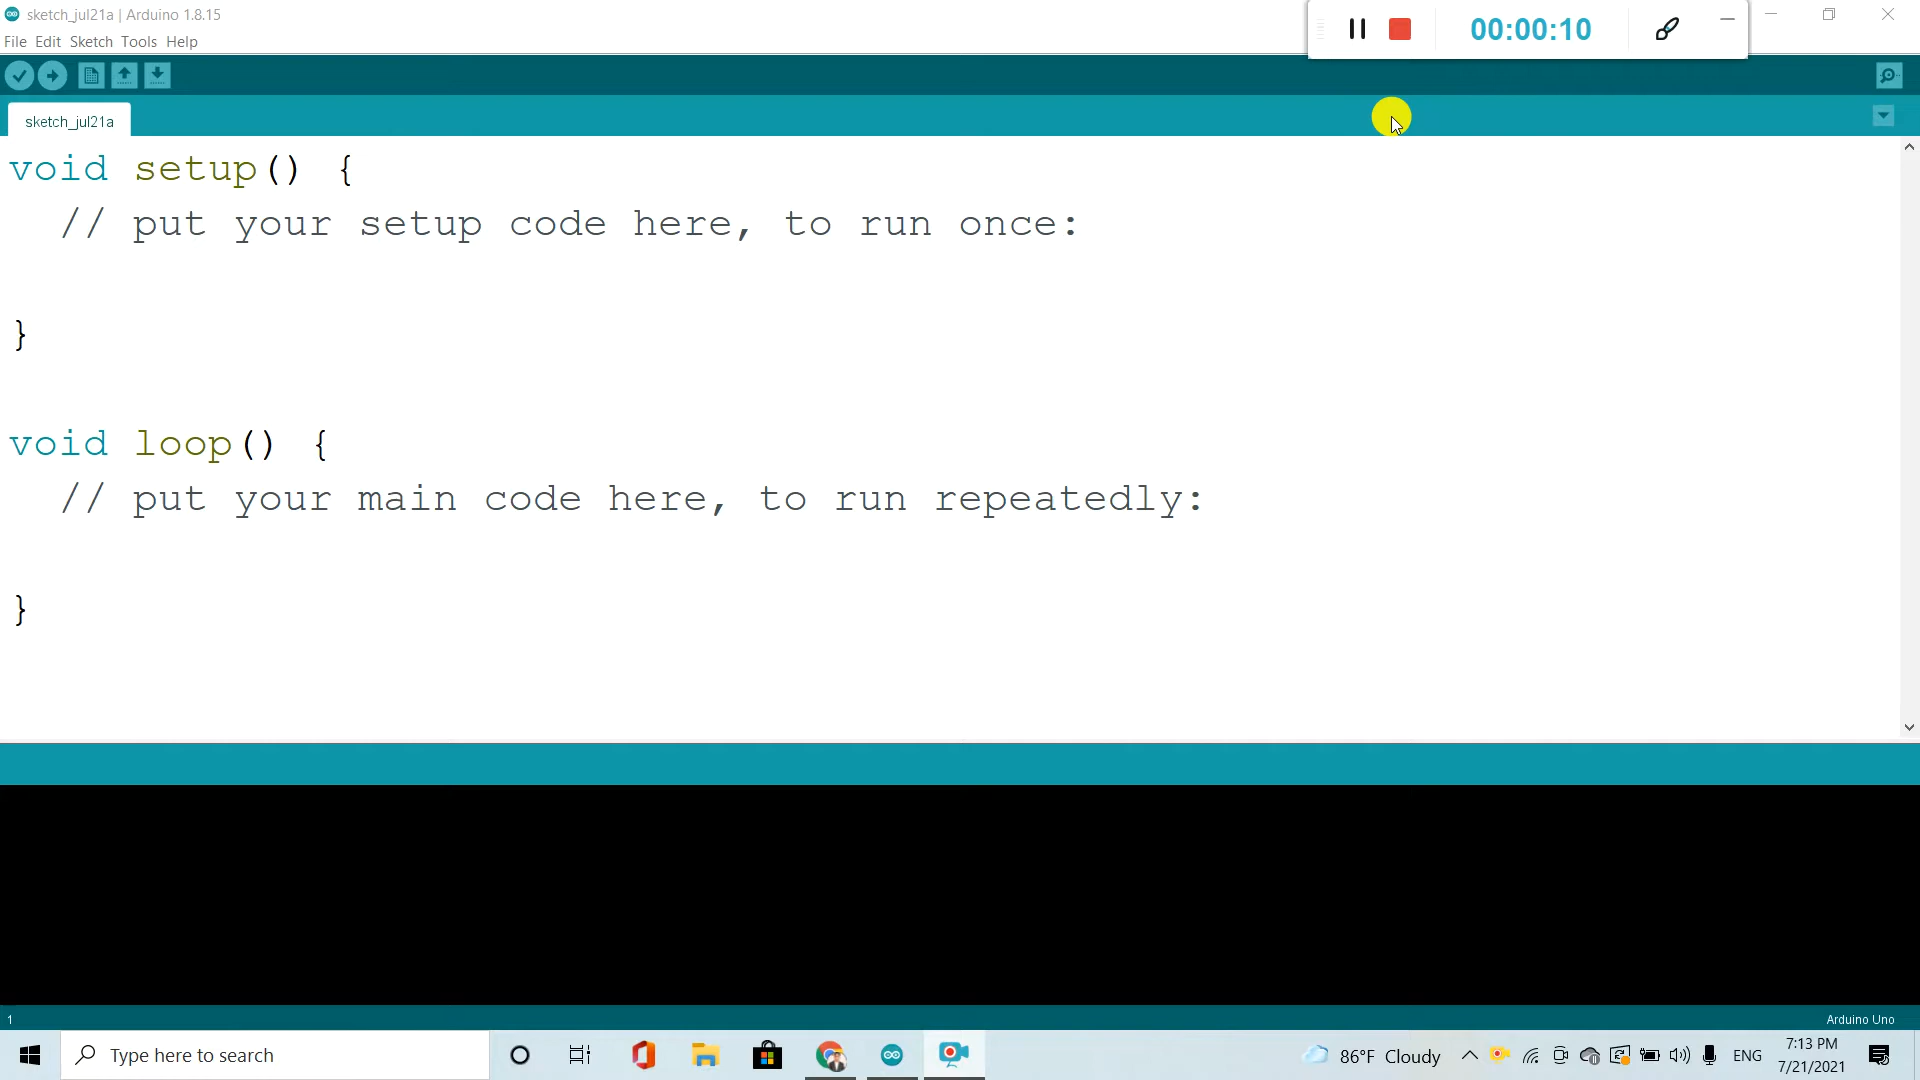 sketch_jul21a | Arduino 1.8.15
00:00:10
File Edit Sketch Tools Help
sketch_jul21a
void setup() {
  // put your setup code here, to run once:
}
void loop() {
  // put your main code here, to run repeatedly:
}
1
Arduino Uno
Type here to search
86°F Cloudy
ENG
7:13 PM
7/21/2021